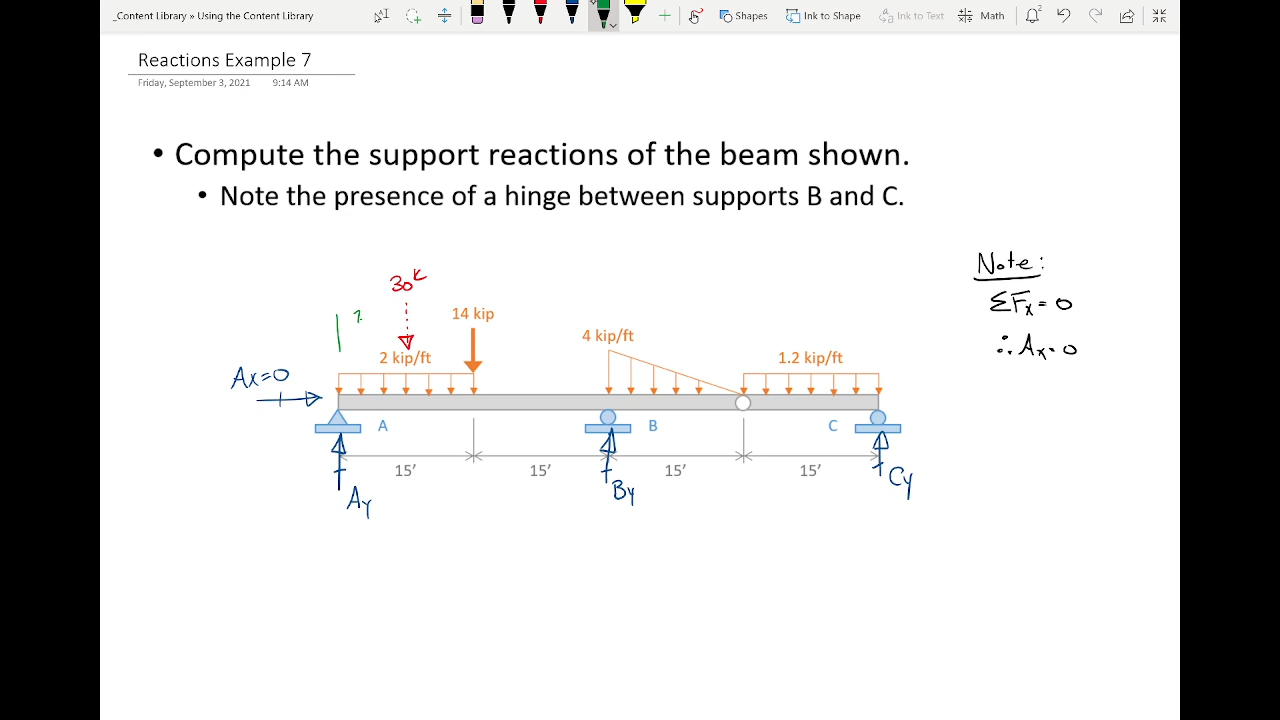 _Content Library » Using the Content Library
Shapes
Ink to Shape
Ink to Text
Math
Reactions Example 7
Friday, September 3, 2021 9:14 AM
• Compute the support reactions of the beam shown.
• Note the presence of a hinge between supports B and C.
Note:
ΣFx = 0
∴ Ax = 0
30k
14 kip
4 kip/ft
2 kip/ft
1.2 kip/ft
Ax=0
A
B
C
15’
15’
15’
15’
Ay
By
Cy